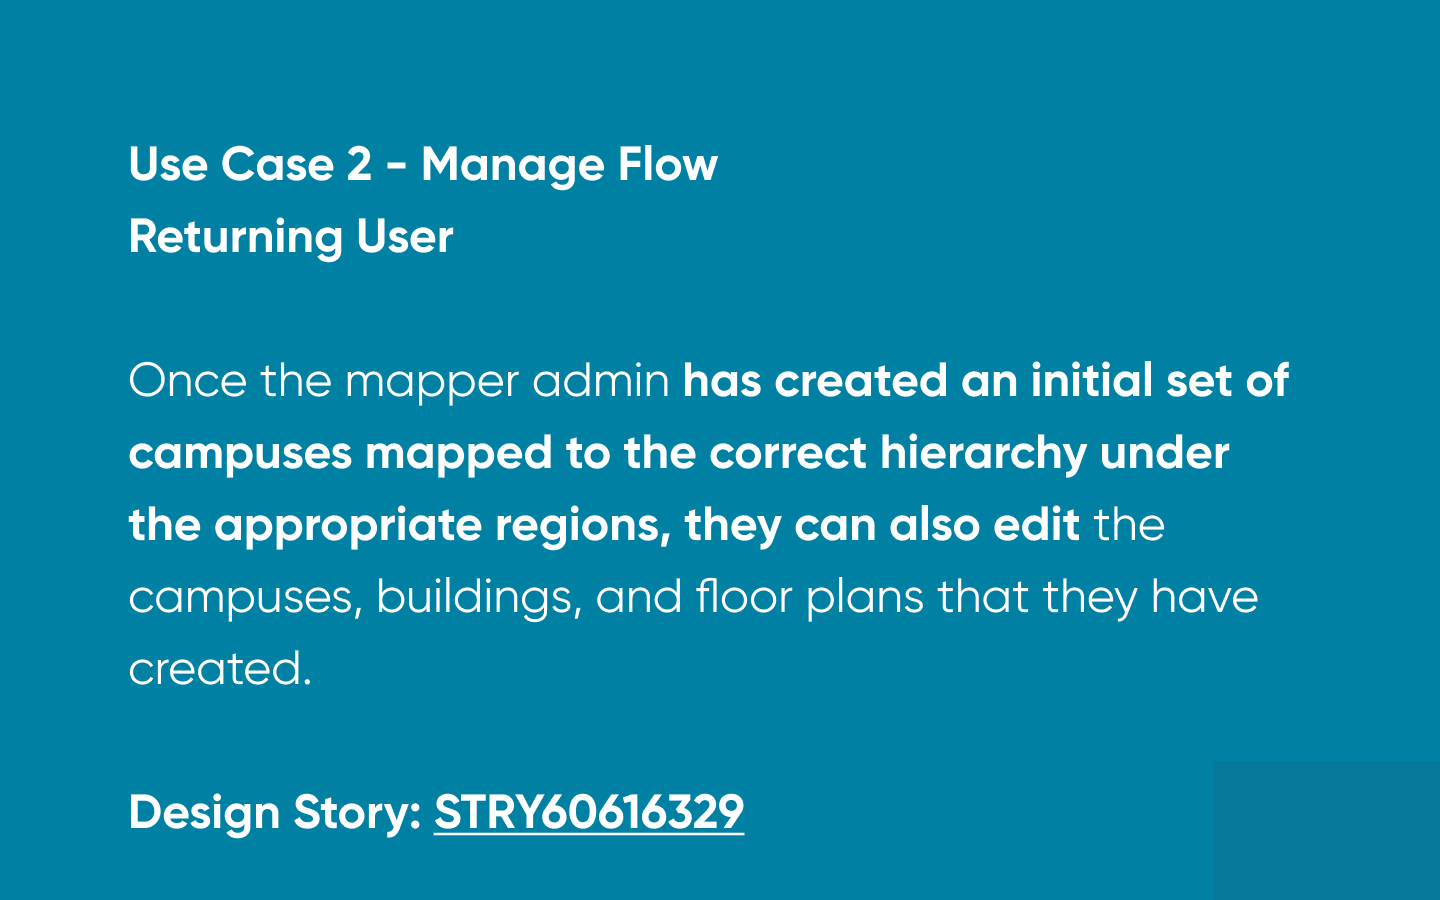 Use Case 2 - Manage Flow
Returning User
Once the mapper admin has created an initial set of
campuses mapped to the correct hierarchy under
the appropriate regions, they can also edit the
campuses, buildings, and floor plans that they have
created.
Design Story: STRY60616329